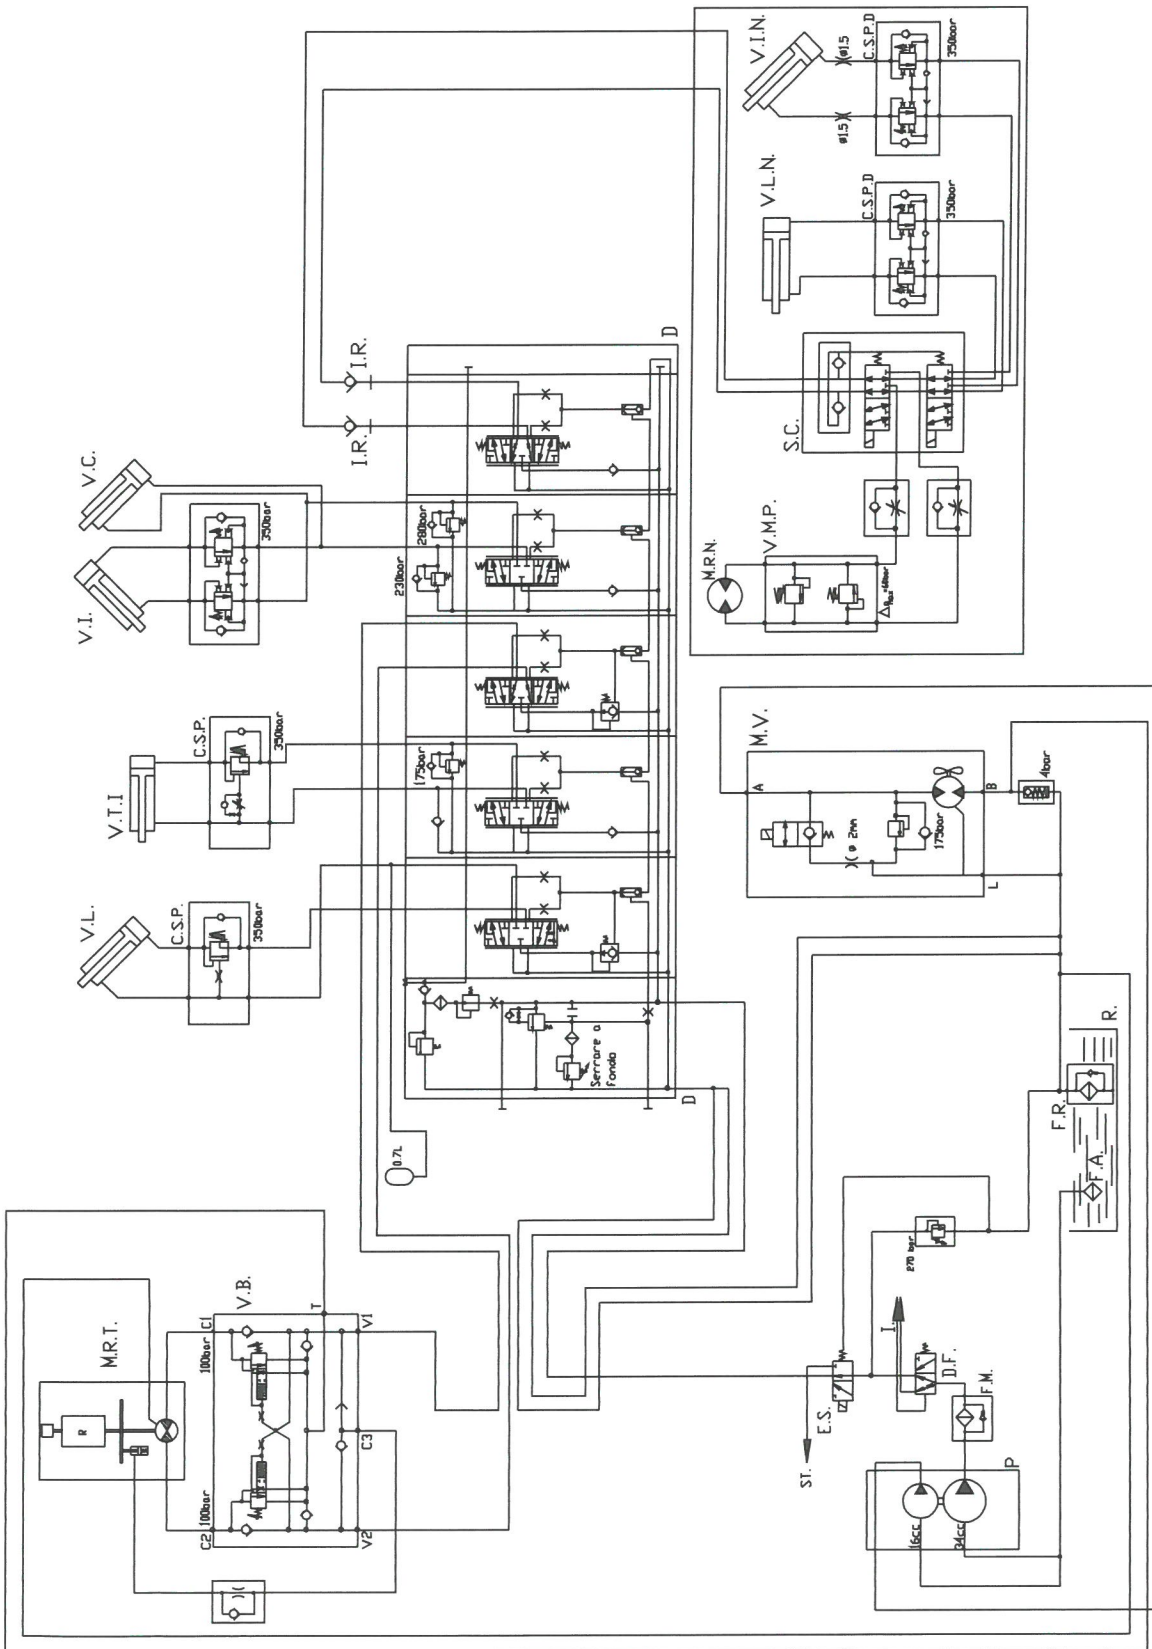 V.I.N.
ø1.5
ø1.5
C.S.P.D
350bar
V.L.N.
C.S.P.D
350bar
S.C.
V.M.P.
M.R.N.
I.R.
I.R.
D
V.C.
V.I.
350bar
280bar
230bar
V.T.I
C.S.P.
350bar
175bar
V.L.
C.S.P.
350bar
Serrare a
fondo
D
0.7L
M.V.
A
B
L
ø 2mm
175bar
4bar
M.R.T.
R
V.B.
100bar
C1
100bar
C2
T
V1
C3
V2
ST.
E.S.
I.
D.F.
F.M.
P
16cc
34cc
270 bar
F.R.
F.A.
R.